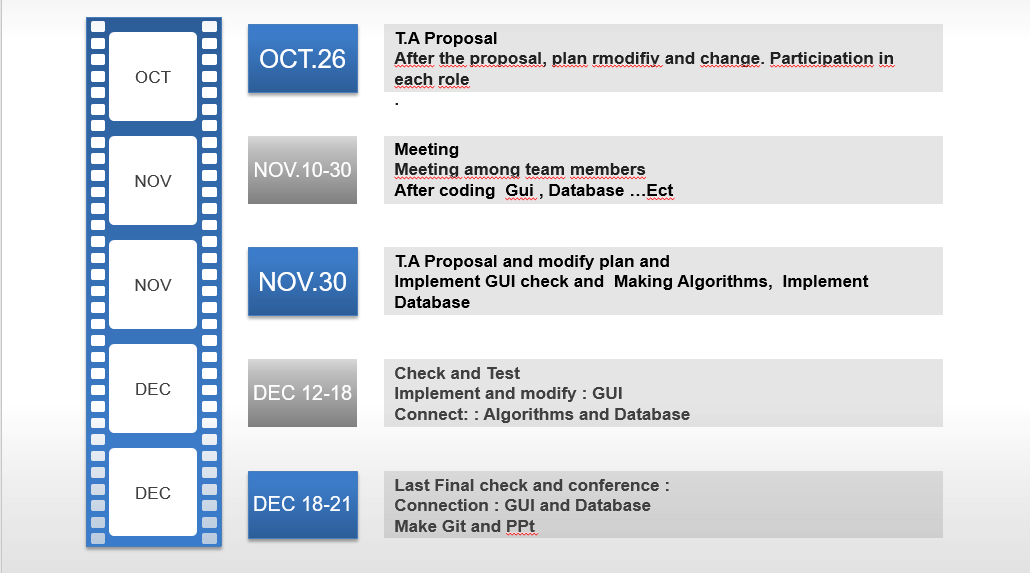 OCT
OCT.26
T.A Proposal
After the proposal, plan rmodifiy and change. Participation in
each role
.
NOV
NOV.10-30
Meeting
Meeting among team members
After coding  Gui , Database …Ect
NOV
NOV.30
T.A Proposal and modify plan and
Implement GUI check and  Making Algorithms,  Implement
Database
DEC
DEC 12-18
Check and Test
Implement and modify : GUI
Connect: : Algorithms and Database
DEC
DEC 18-21
Last Final check and conference :
Connection : GUI and Database
Make Git and PPt